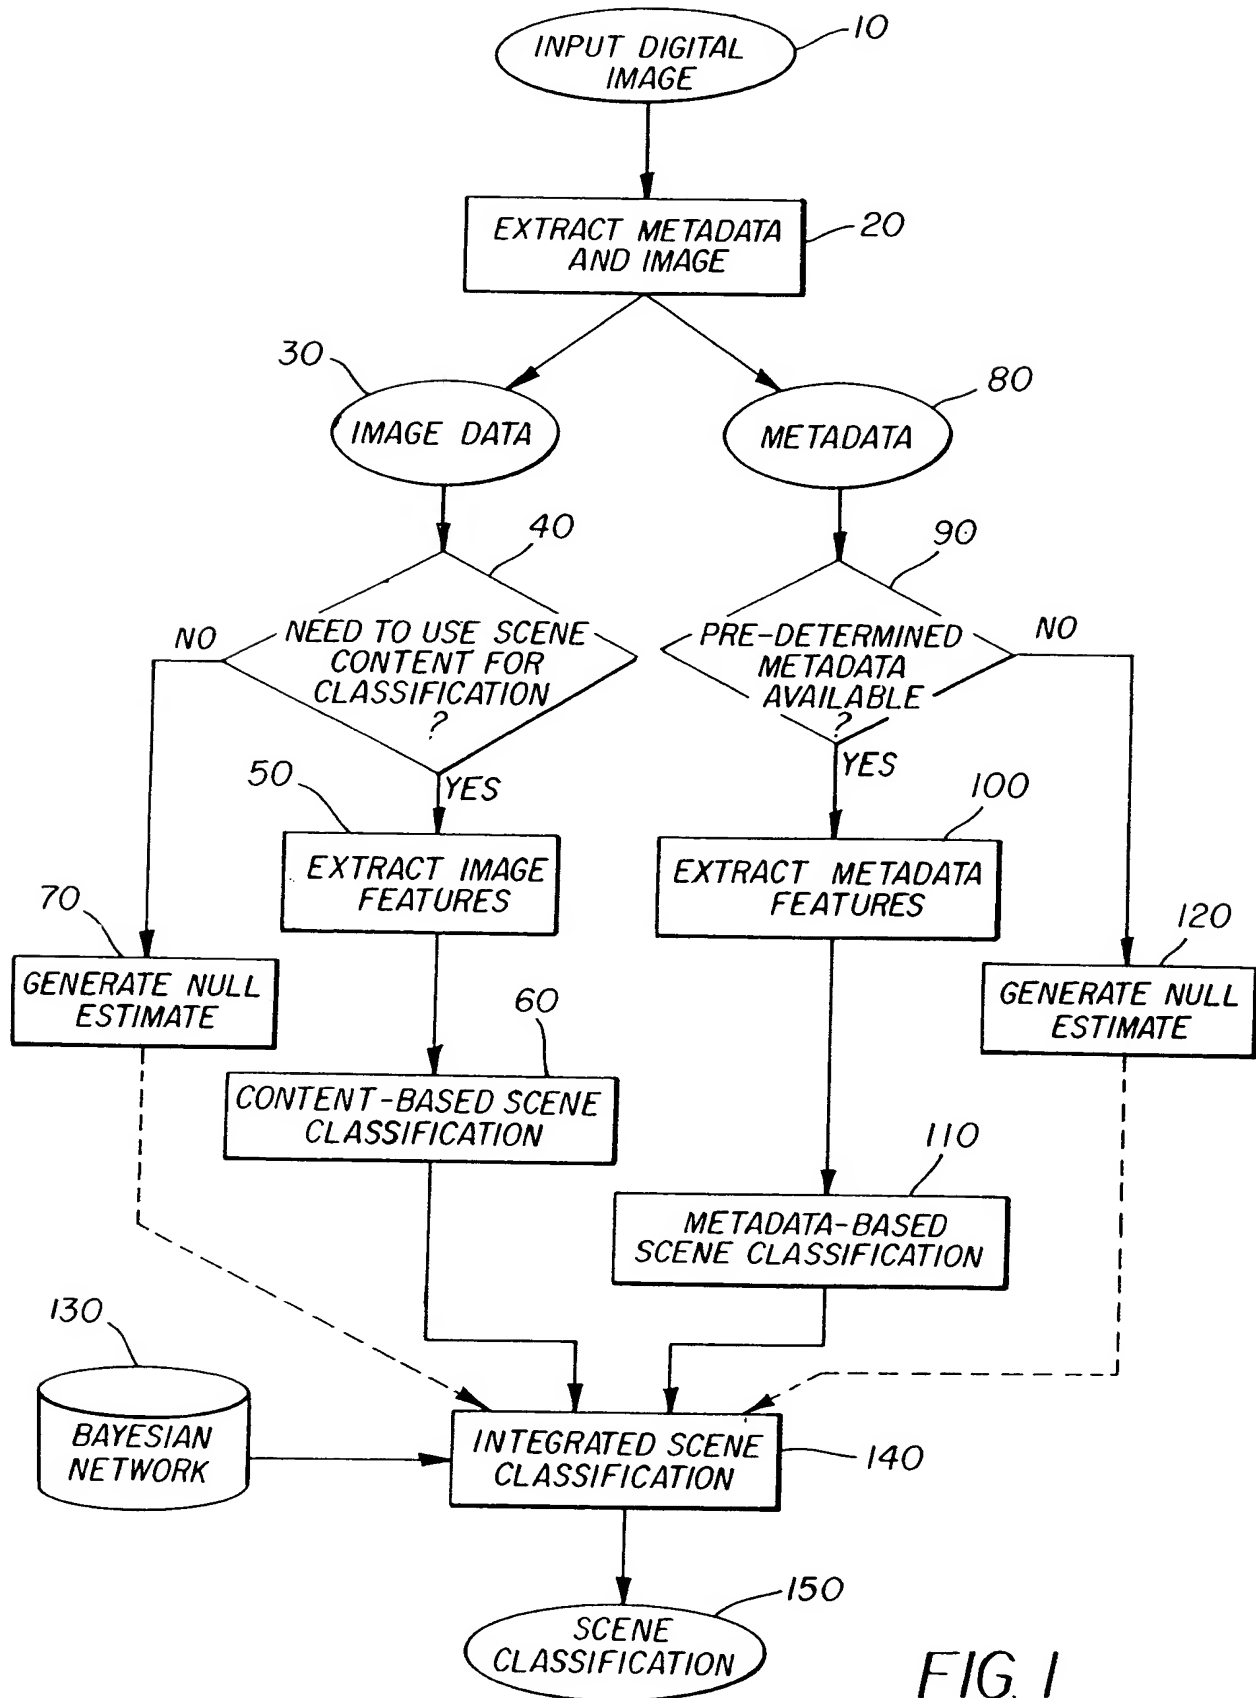 INPUT DIGITAL
IMAGE
10
EXTRACT METADATA
AND IMAGE
20
30
IMAGE DATA
80
METADATA
40
NEED TO USE SCENE
CONTENT FOR
CLASSIFICATION
?
NO
YES
90
PRE-DETERMINED
METADATA
AVAILABLE
?
NO
YES
50
EXTRACT IMAGE
FEATURES
100
EXTRACT METADATA
FEATURES
70
GENERATE NULL
ESTIMATE
120
GENERATE NULL
ESTIMATE
60
CONTENT-BASED SCENE
CLASSIFICATION
110
METADATA-BASED
SCENE CLASSIFICATION
130
BAYESIAN
NETWORK
INTEGRATED SCENE
CLASSIFICATION
140
150
SCENE
CLASSIFICATION
FIG. 1